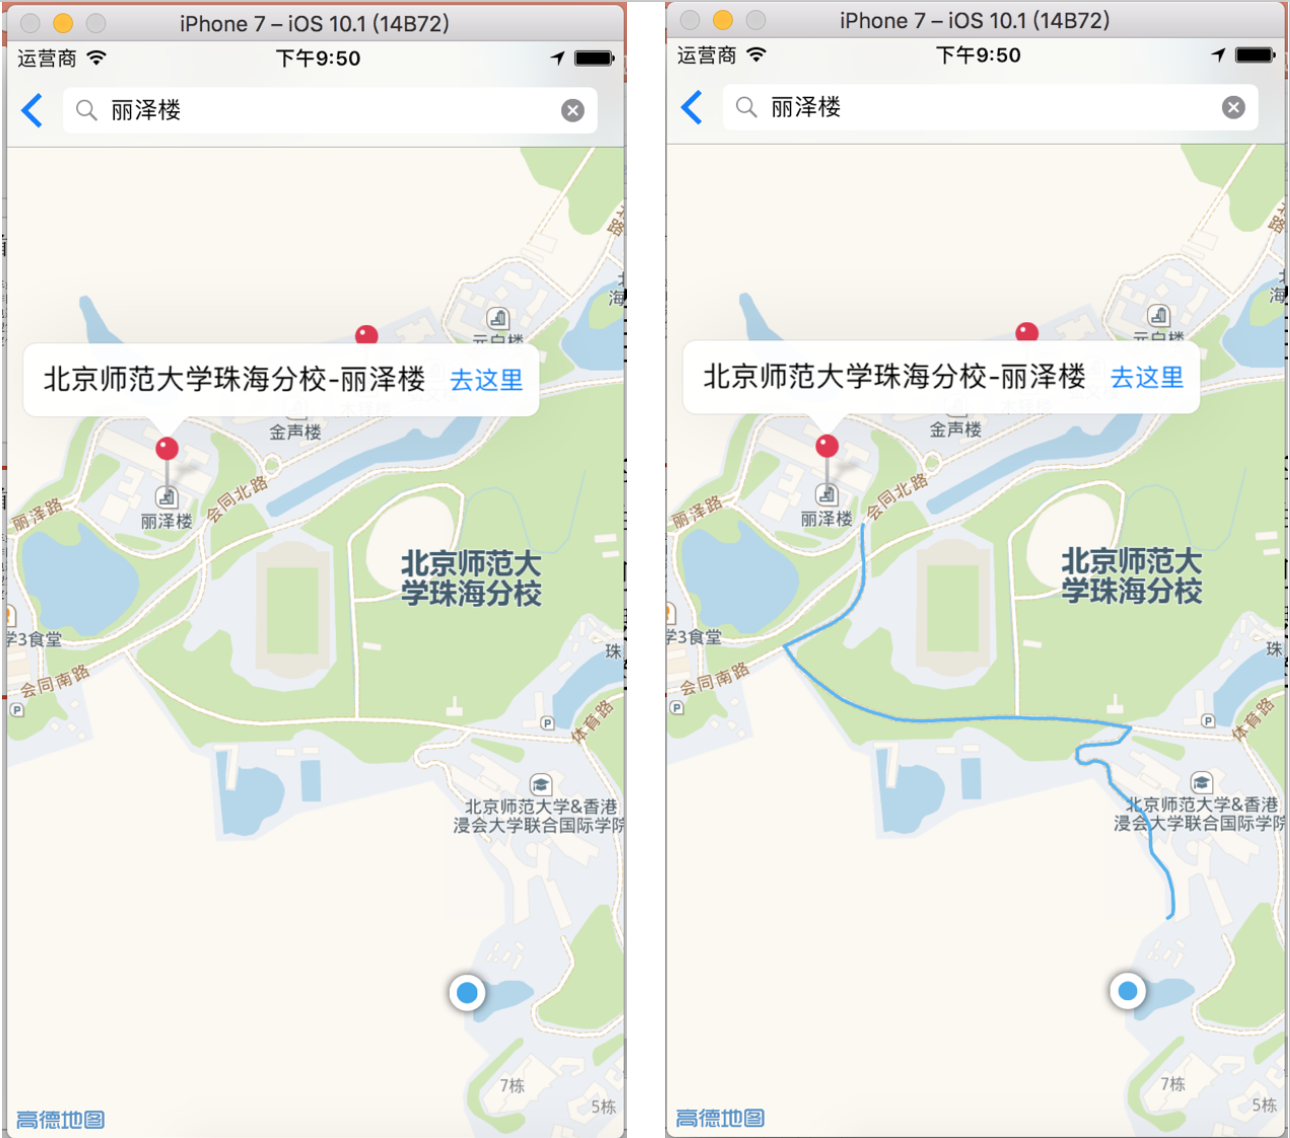 iPhone 7 – iOS 10.1 (14B72)
运营商
下午9:50
丽泽楼
元白楼
北京师范大学珠海分校-丽泽楼 去这里
金声楼
丽泽楼
会同北路
丽泽路
北京师范大
学珠海分校
学3食堂
会同南路
P
珠
P
体育路
北京师范大学&香港
浸会大学联合国际学院
7栋
5栋
高德地图
iPhone 7 – iOS 10.1 (14B72)
运营商
下午9:50
丽泽楼
元白楼
北京师范大学珠海分校-丽泽楼 去这里
金声楼
丽泽楼
会同北路
丽泽路
北京师范大
学珠海分校
学3食堂
会同南路
P
珠
P
体育路
北京师范大学&香港
浸会大学联合国际学院
7栋
5栋
高德地图